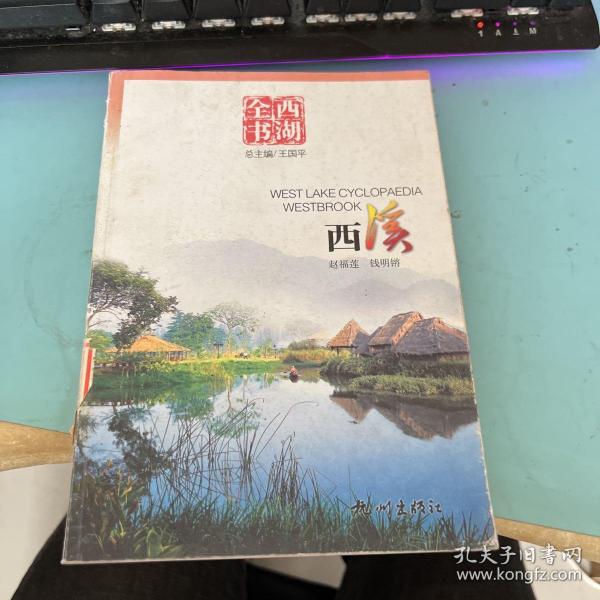 西湖全书
总主编/王国平
WEST LAKE CYCLOPAEDIA
WESTBROOK
西溪
赵福莲 钱明锵
杭州出版社
孔夫子旧书网
www.kongfz.com
1 A M